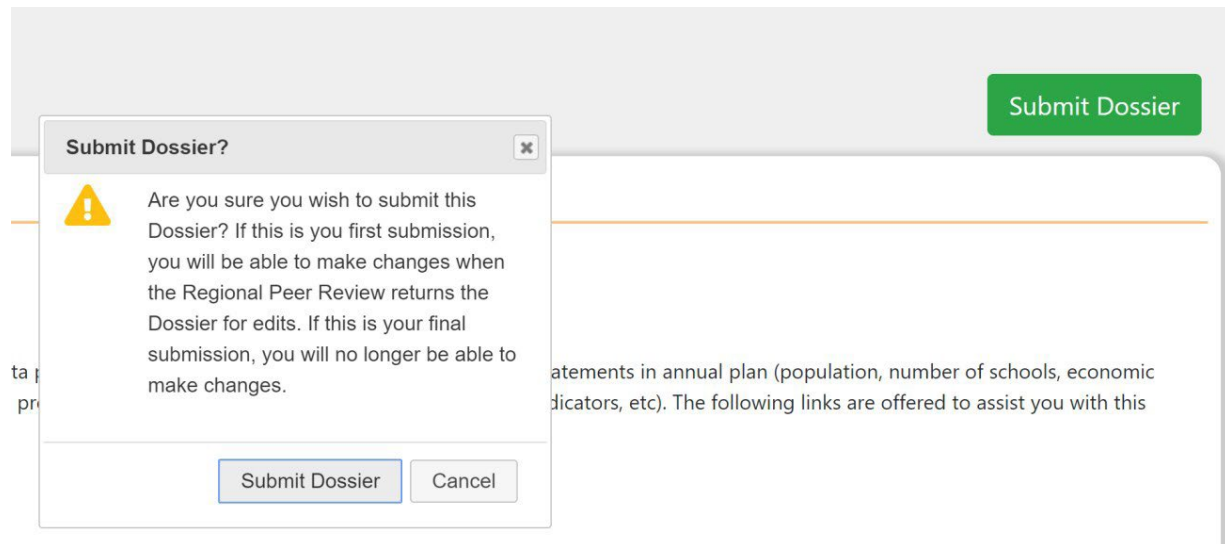 Submit Dossier
Submit Dossier?
Are you sure you wish to submit this
Dossier? If this is you first submission,
you will be able to make changes when
the Regional Peer Review returns the
Dossier for edits. If this is your final
submission, you will no longer be able to
make changes.
Submit Dossier Cancel
atements in annual plan (population, number of schools, economic
dicators, etc). The following links are offered to assist you with this